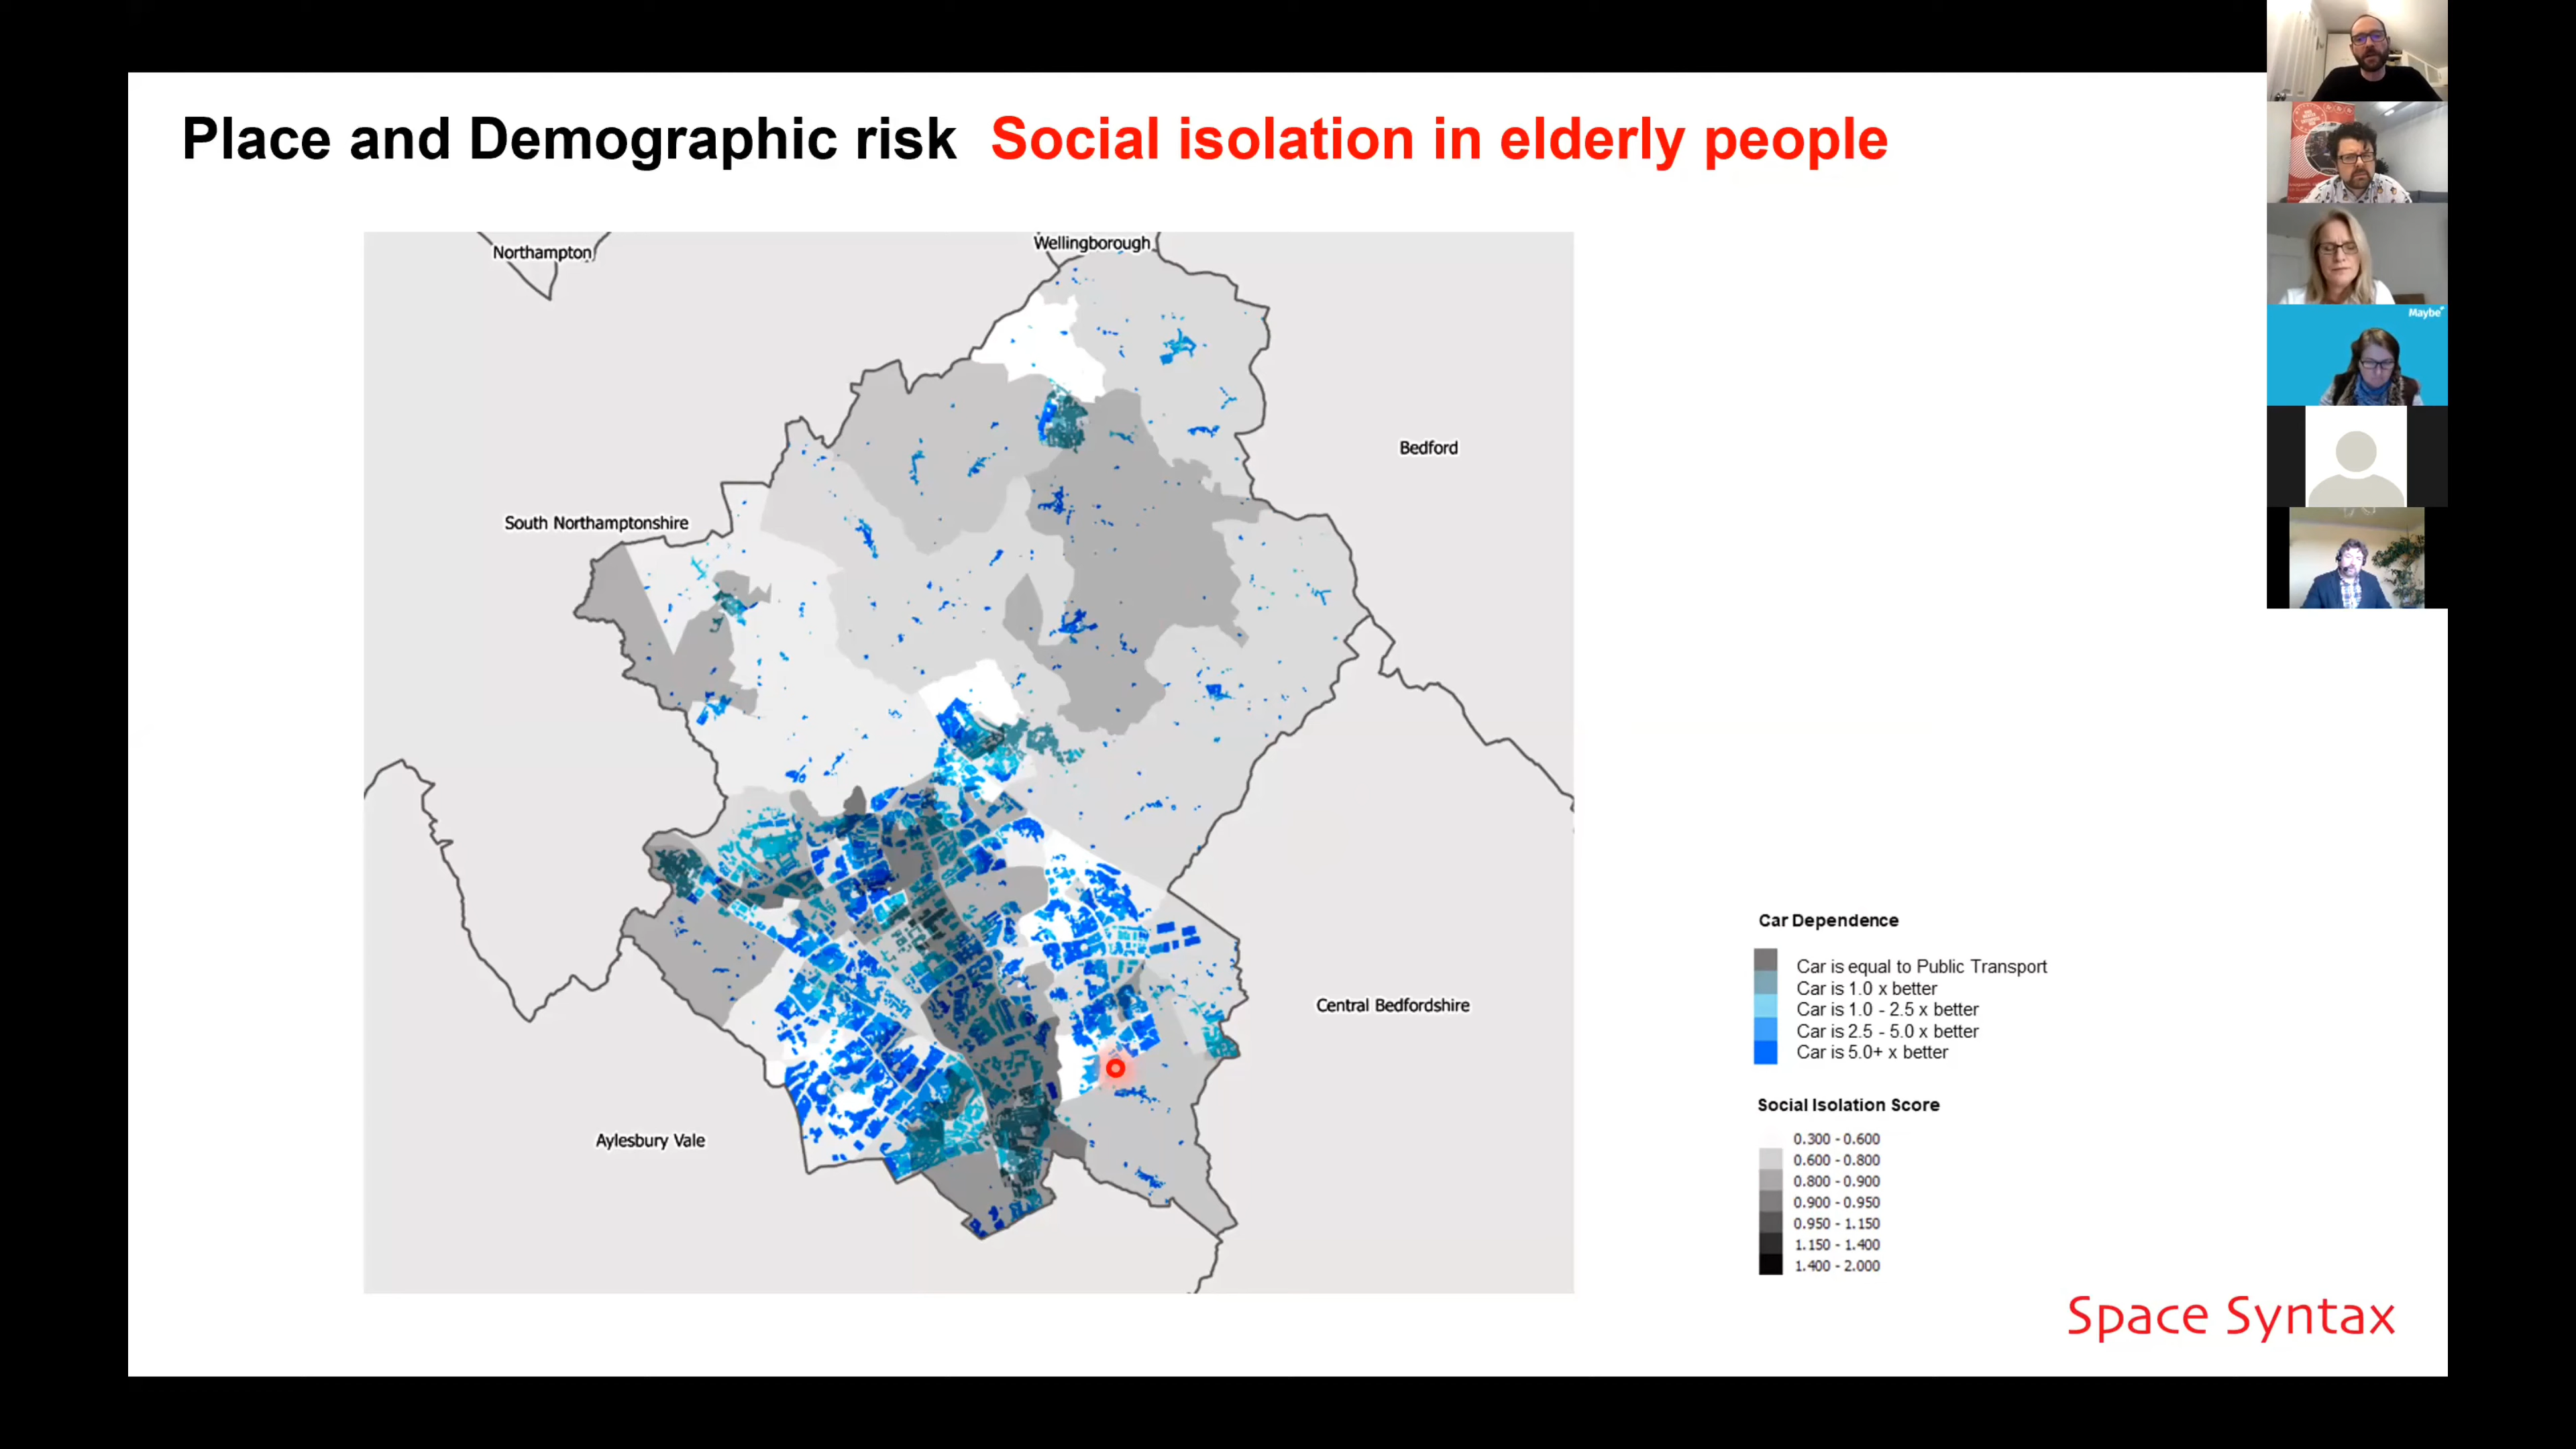 Maybe*
Place and Demographic risk Social isolation in elderly people
Northampton
Wellingborough
Bedford
South Northamptonshire
Central Bedfordshire
Aylesbury Vale
Car Dependence
Car is equal to Public Transport
Car is 1.0 x better
Car is 1.0 - 2.5 x better
Car is 2.5 - 5.0 x better
Car is 5.0+ x better
Social Isolation Score
0.300 - 0.600
0.600 - 0.800
0.800 - 0.900
0.900 - 0.950
0.950 - 1.150
1.150 - 1.400
1.400 - 2.000
Space Syntax